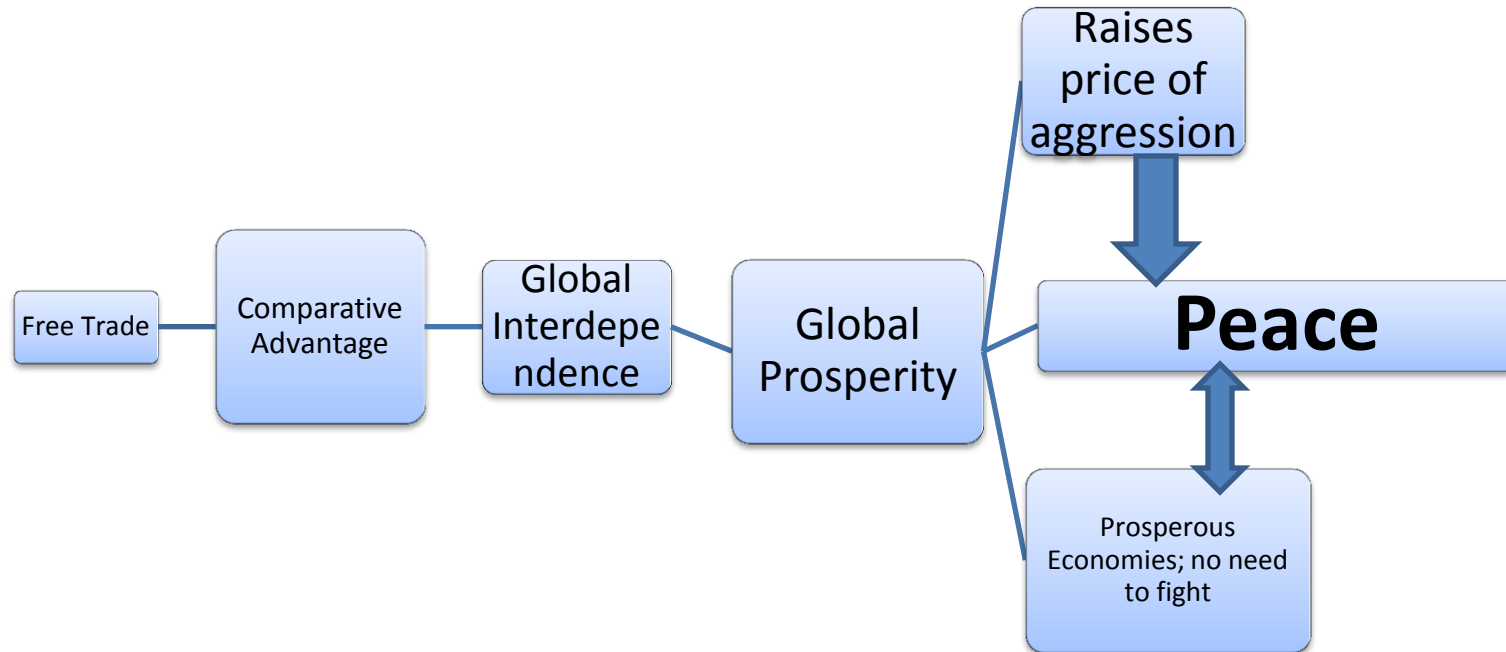 Free Trade
Comparative
Advantage
Global
Interdepe
ndence
Global
Prosperity
Raises
price of
aggression
Peace
Prosperous
Economies; no need
to fight